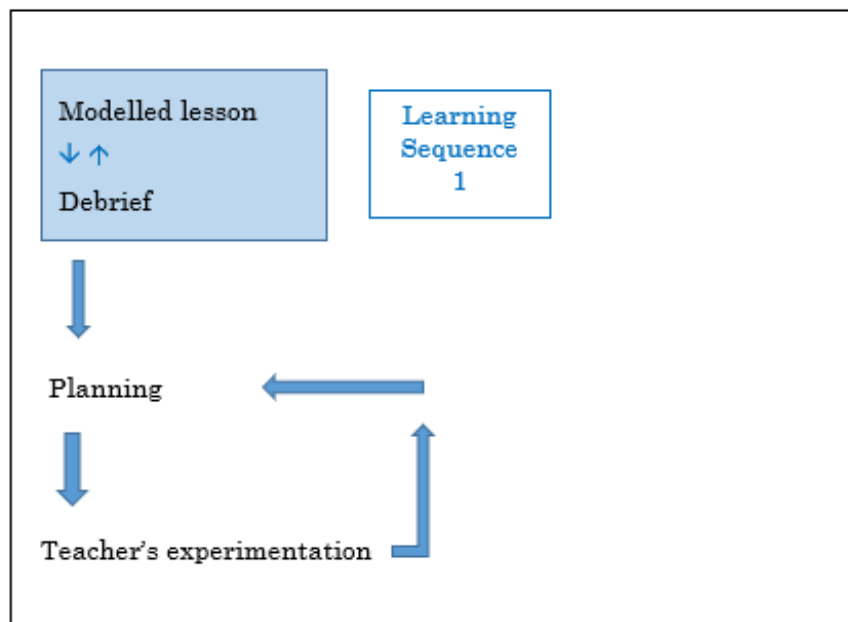 Modelled lesson
↓ ↑
Debrief
Learning
Sequence
1
Planning
Teacher's experimentation